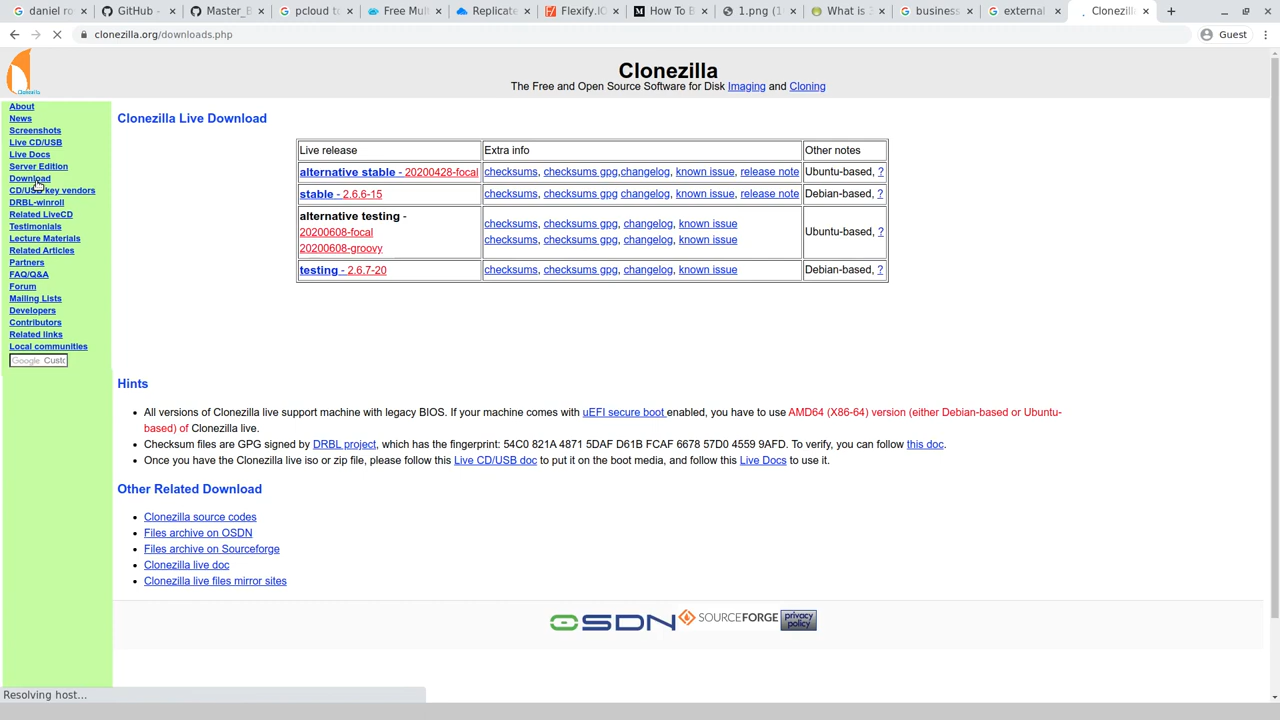 daniel ro
GitHub -
Master_B
pcloud t
Free Mult
Replicate
Flexify.IO
How To B
1.png (1
What is 3
business
external
Clonezill
clonezilla.org/downloads.php
Guest
Clonezilla
Clonezilla
The Free and Open Source Software for Disk Imaging and Cloning
About
News
Screenshots
Live CD/USB
Live Docs
Server Edition
Download
CD/USB key vendors
DRBL-winroll
Related LiveCD
Testimonials
Lecture Materials
Related Articles
Partners
FAQ/Q&A
Forum
Mailing Lists
Developers
Contributors
Related links
Local communities
Google Custo
Clonezilla Live Download
Live release Extra info Other notes
alternative stable - 20200428-focal checksums, checksums gpg,changelog, known issue, release note Ubuntu-based, ?
stable - 2.6.6-15 checksums, checksums gpg changelog, known issue, release note Debian-based, ?
alternative testing -
20200608-focal checksums, checksums gpg, changelog, known issue
20200608-groovy checksums, checksums gpg, changelog, known issue
Ubuntu-based, ?
testing - 2.6.7-20 checksums, checksums gpg, changelog, known issue Debian-based, ?
Hints
• All versions of Clonezilla live support machine with legacy BIOS. If your machine comes with uEFI secure boot enabled, you have to use AMD64 (X86-64) version (either Debian-based or Ubuntu-
based) of Clonezilla live.
• Checksum files are GPG signed by DRBL project, which has the fingerprint: 54C0 821A 4871 5DAF D61B FCAF 6678 57D0 4559 9AFD. To verify, you can follow this doc.
• Once you have the Clonezilla live iso or zip file, please follow this Live CD/USB doc to put it on the boot media, and follow this Live Docs to use it.
Other Related Download
• Clonezilla source codes
• Files archive on OSDN
• Files archive on Sourceforge
• Clonezilla live doc
• Clonezilla live files mirror sites
OSDN SOURCEFORGE privacy
policy
Resolving host...